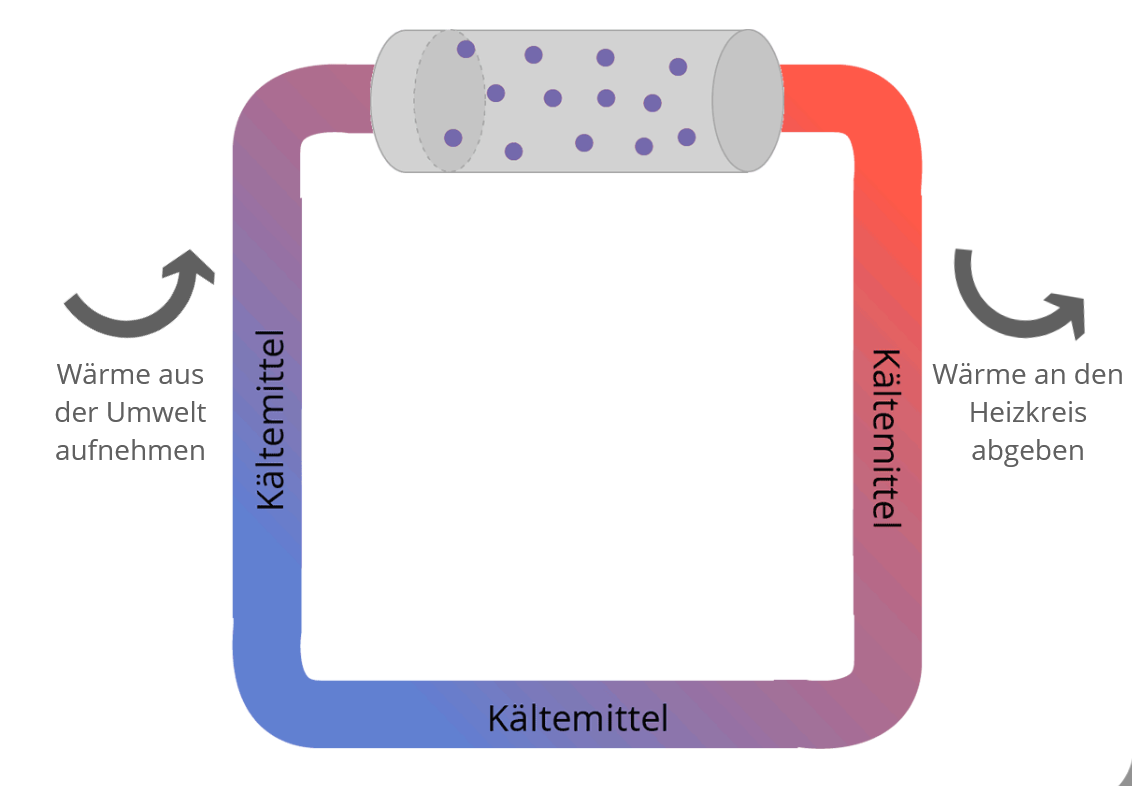 Wärme aus
der Umwelt
aufnehmen
Kältemittel
Kältemittel
Wärme an den
Heizkreis
abgeben
Kältemittel